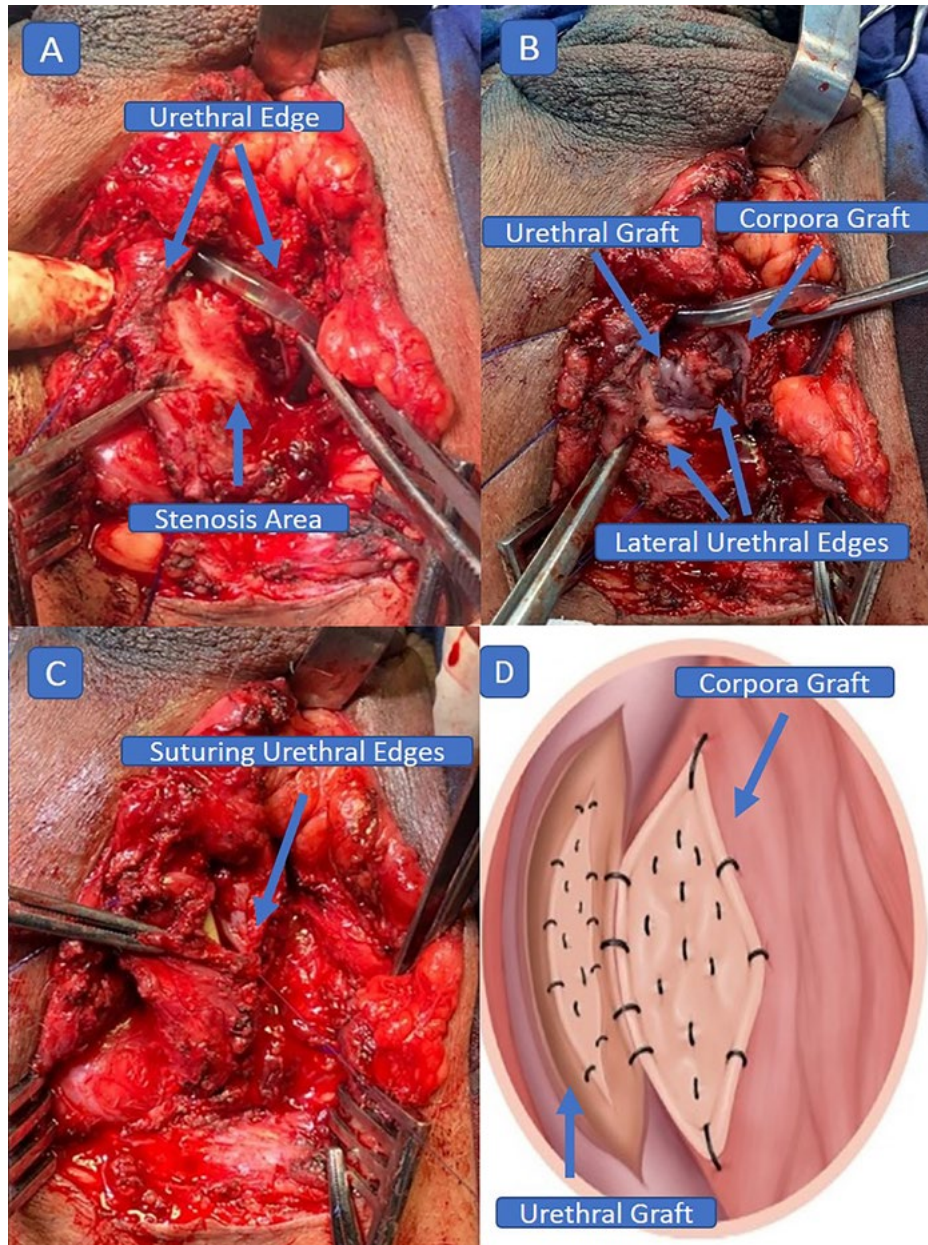 A
Urethral Edge
Stenosis Area
B
Urethral Graft
Corpora Graft
Lateral Urethral Edges
C
Suturing Urethral Edges
D
Corpora Graft
Urethral Graft